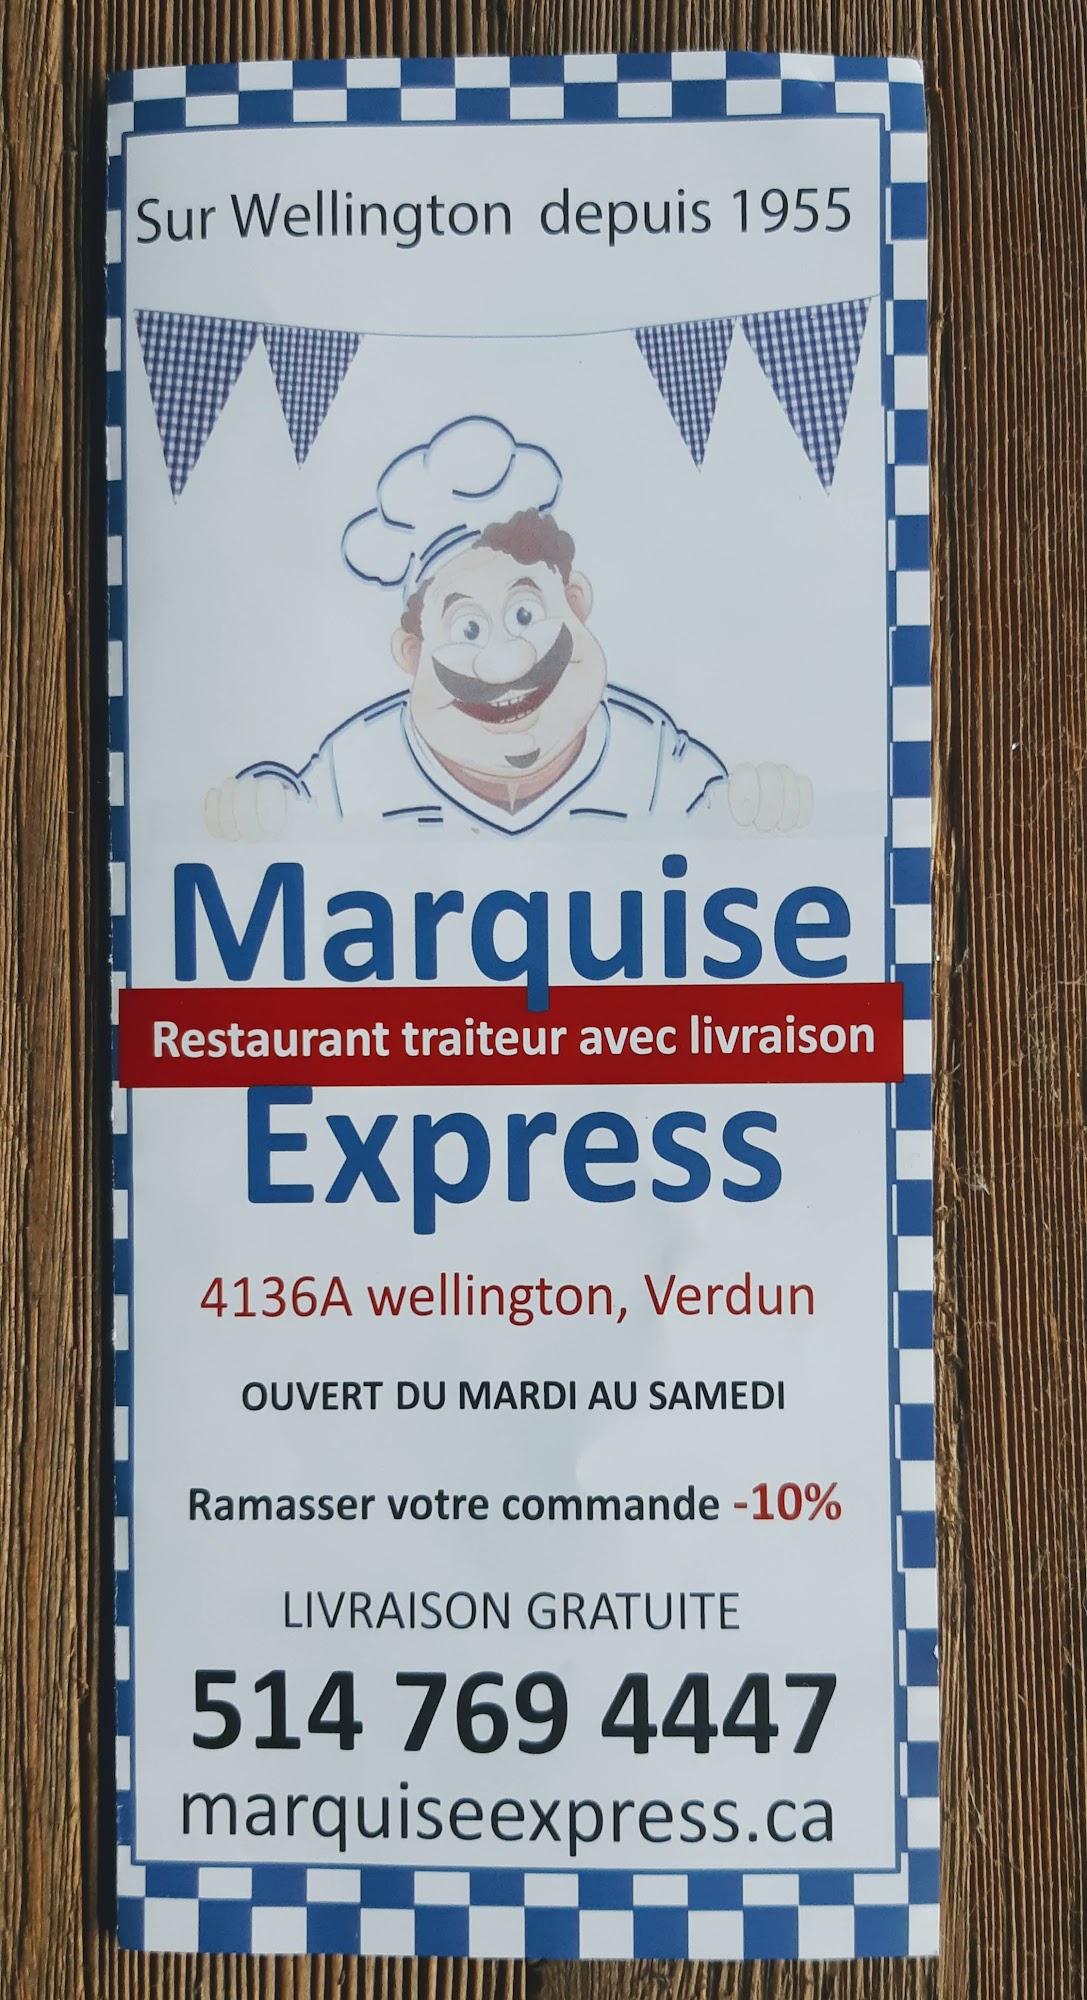 Sur Wellington depuis 1955
Marquise
Restaurant traiteur avec livraison
Express
4136A wellington, Verdun
OUVERT DU MARDI AU SAMEDI
Ramasser votre commande -10%
LIVRAISON GRATUITE
514 769 4447
marquiseexpress.ca